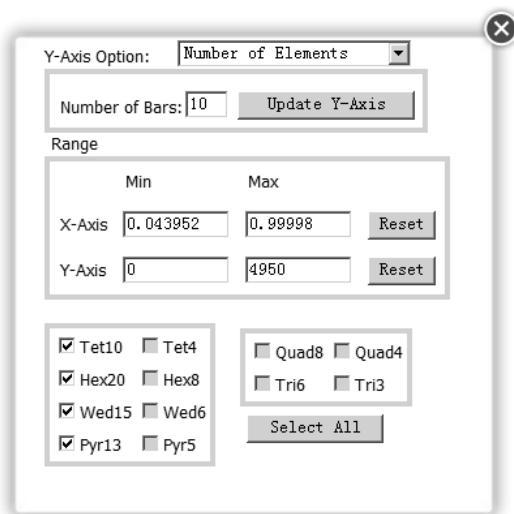 Y-Axis Option: Number of Elements
Number of Bars: 10 Update Y-Axis
Range
Min Max
X-Axis 0.043952 0.99998 Reset
Y-Axis 0 4950 Reset
Tet10 Tet4
Hex20 Hex8
Wed15 Wed6
Pyr13 Pyr5
Quad8 Quad4
Tri6 Tri3
Select All